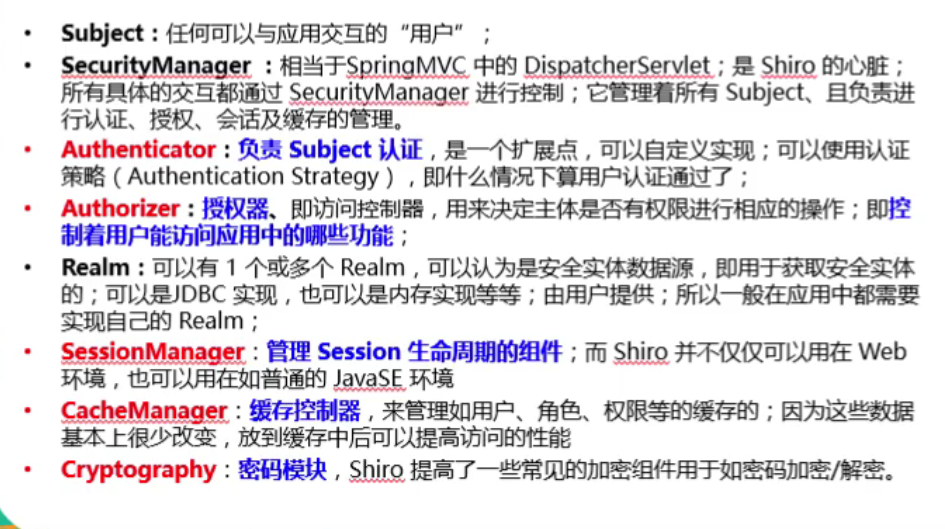 • Subject：任何可以与应用交互的“用户”；
• SecurityManager ：相当于SpringMVC 中的 DispatcherServlet；是 Shiro 的心脏；
所有具体的交互都通过 SecurityManager 进行控制；它管理着所有 Subject、且负责进
行认证、授权、会话及缓存的管理。
• Authenticator：负责 Subject 认证，是一个扩展点，可以自定义实现；可以使用认证
策略（Authentication Strategy），即什么情况下算用户认证通过了；
• Authorizer：授权器、即访问控制器，用来决定主体是否有权限进行相应的操作；即控
制着用户能访问应用中的哪些功能；
• Realm：可以有 1 个或多个 Realm，可以认为是安全实体数据源，即用于获取安全实体
的；可以是JDBC 实现，也可以是内存实现等等；由用户提供；所以一般在应用中都需要
实现自己的 Realm；
• SessionManager：管理 Session 生命周期的组件；而 Shiro 并不仅仅可以用在 Web
环境，也可以用在如普通的 JavaSE 环境
• CacheManager：缓存控制器，来管理如用户、角色、权限等的缓存的；因为这些数据
基本上很少改变，放到缓存中后可以提高访问的性能
• Cryptography：密码模块，Shiro 提高了一些常见的加密组件用于如密码加密/解密。